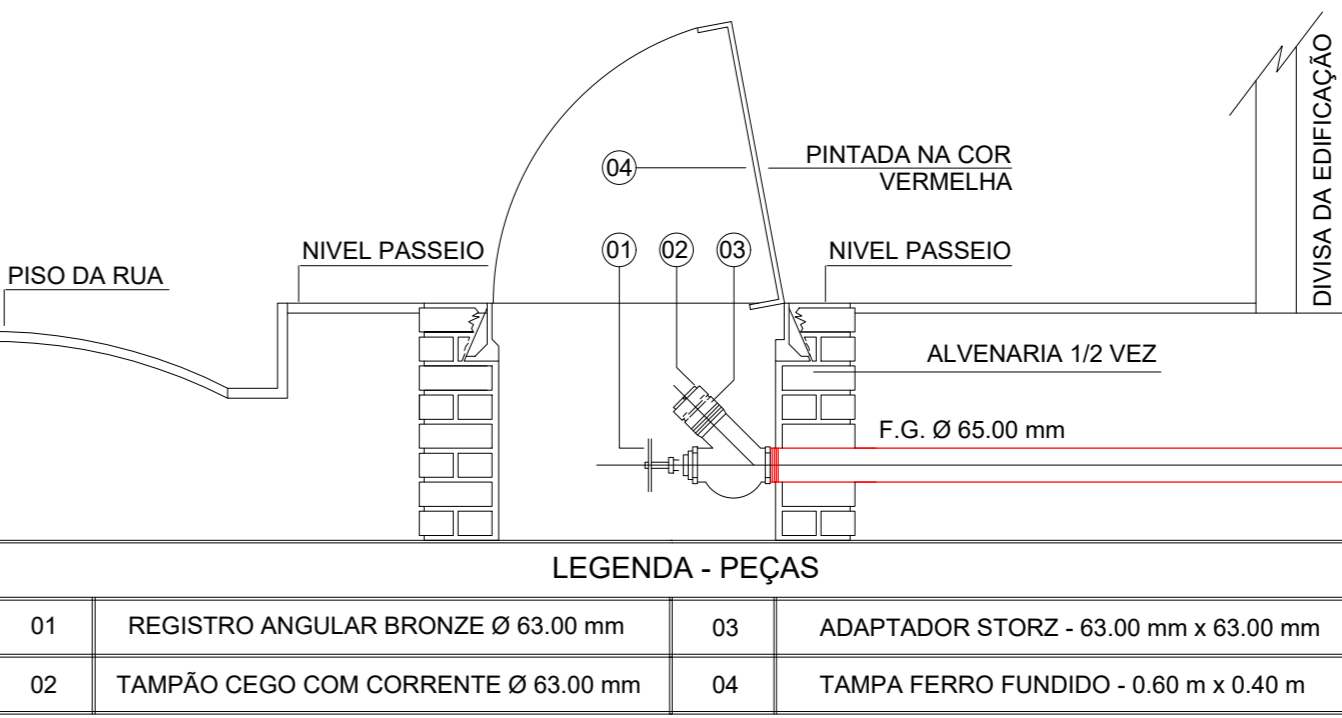 04
PINTADA NA COR
VERMELHA
DIVISA DA EDIFICAÇÃO
01
02
03
NIVEL PASSEIO
NIVEL PASSEIO
PISO DA RUA
ALVENARIA 1/2 VEZ
F.G. Ø 65.00 mm
LEGENDA - PEÇAS
01 REGISTRO ANGULAR BRONZE Ø 63.00 mm 03 ADAPTADOR STORZ - 63.00 mm x 63.00 mm
02 TAMPÃO CEGO COM CORRENTE Ø 63.00 mm 04 TAMPA FERRO FUNDIDO - 0.60 m x 0.40 m